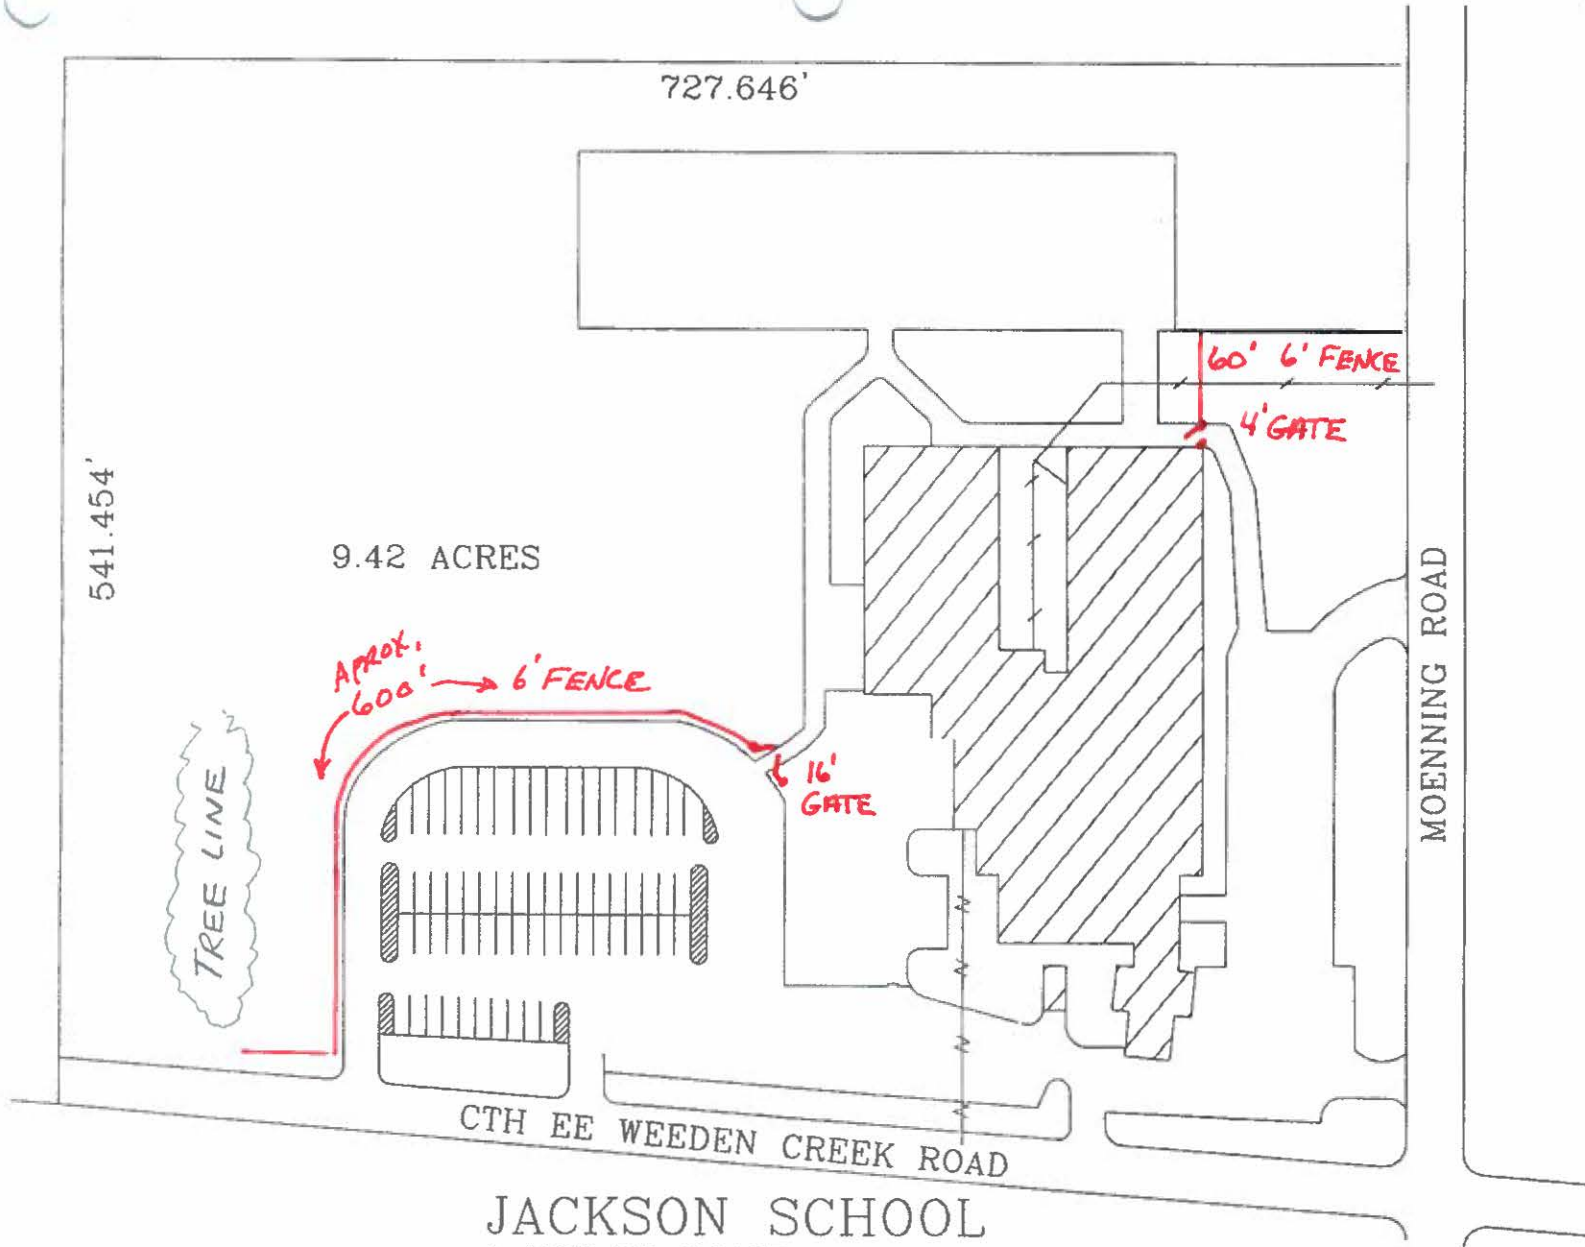 727.646'
60' 6' FENCE
4' GATE
541.454'
9.42 ACRES
APROX.
600' → 6' FENCE
MOENNING ROAD
16'
GATE
TREE LINE
CTH EE WEEDEN CREEK ROAD
JACKSON SCHOOL